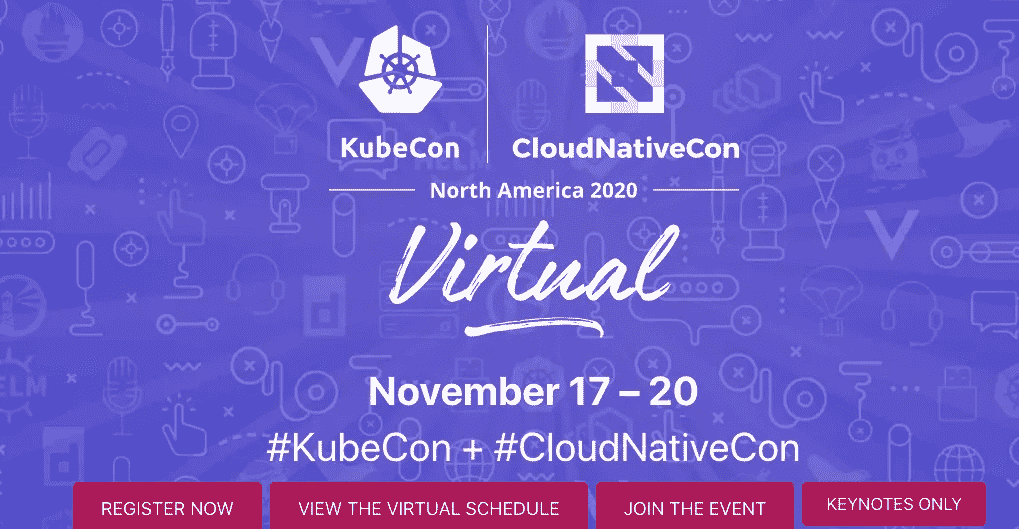 KubeCon
CloudNativeCon
North America 2020
Virtual
November 17 – 20
#KubeCon + #CloudNativeCon
REGISTER NOW
VIEW THE VIRTUAL SCHEDULE
JOIN THE EVENT
KEYNOTES ONLY
HELM